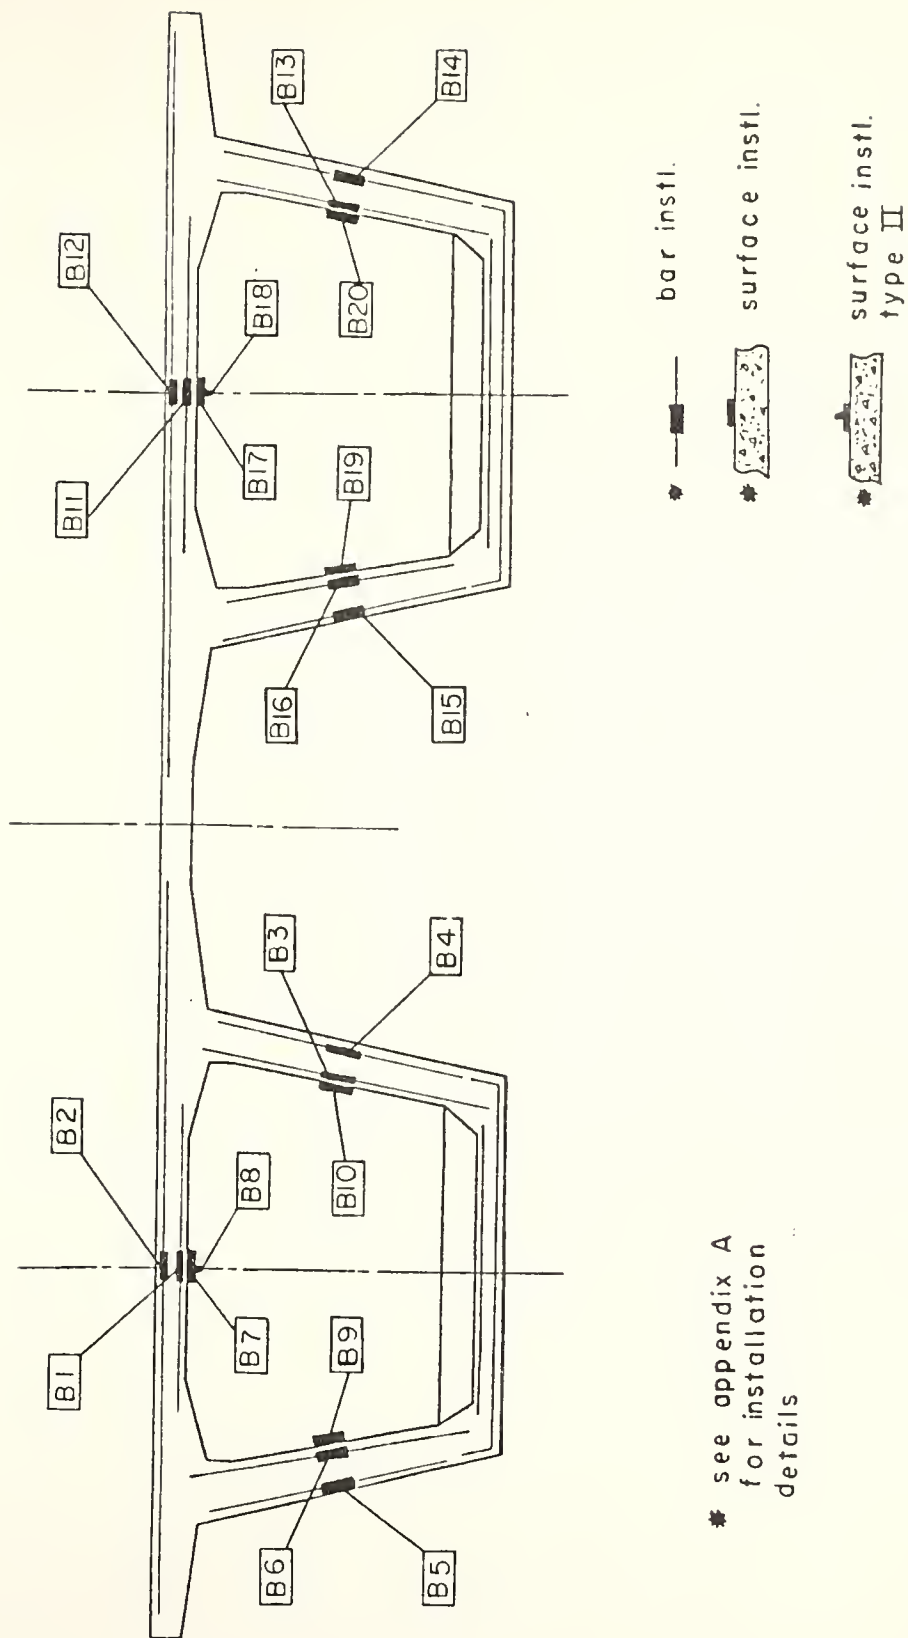 B1
B2
B3
B4
B5
B6
B7
B8
B9
B10
B11
B12
B13
B14
B15
B16
B17
B18
B19
B20
* see appendix A
for installation
details
* bar instl.
* surface instl.
* surface instl.
type II